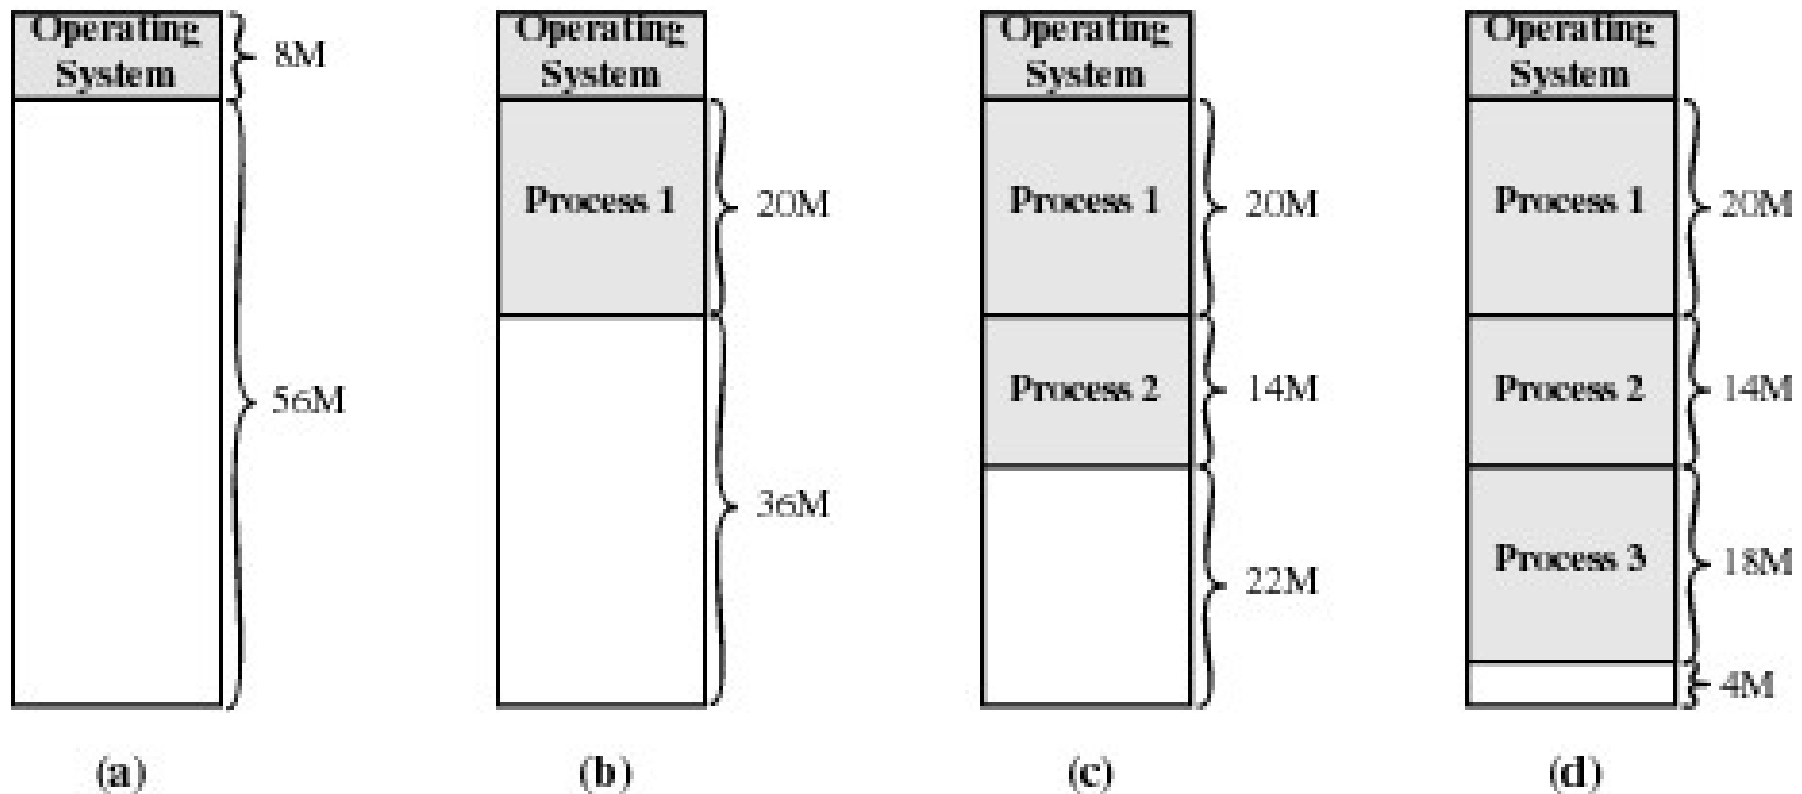 Operating
System
8M
56M
(a)
Operating
System
Process 1
20M
36M
(b)
Operating
System
Process 1
20M
Process 2
14M
22M
(c)
Operating
System
Process 1
20M
Process 2
14M
Process 3
18M
4M
(d)